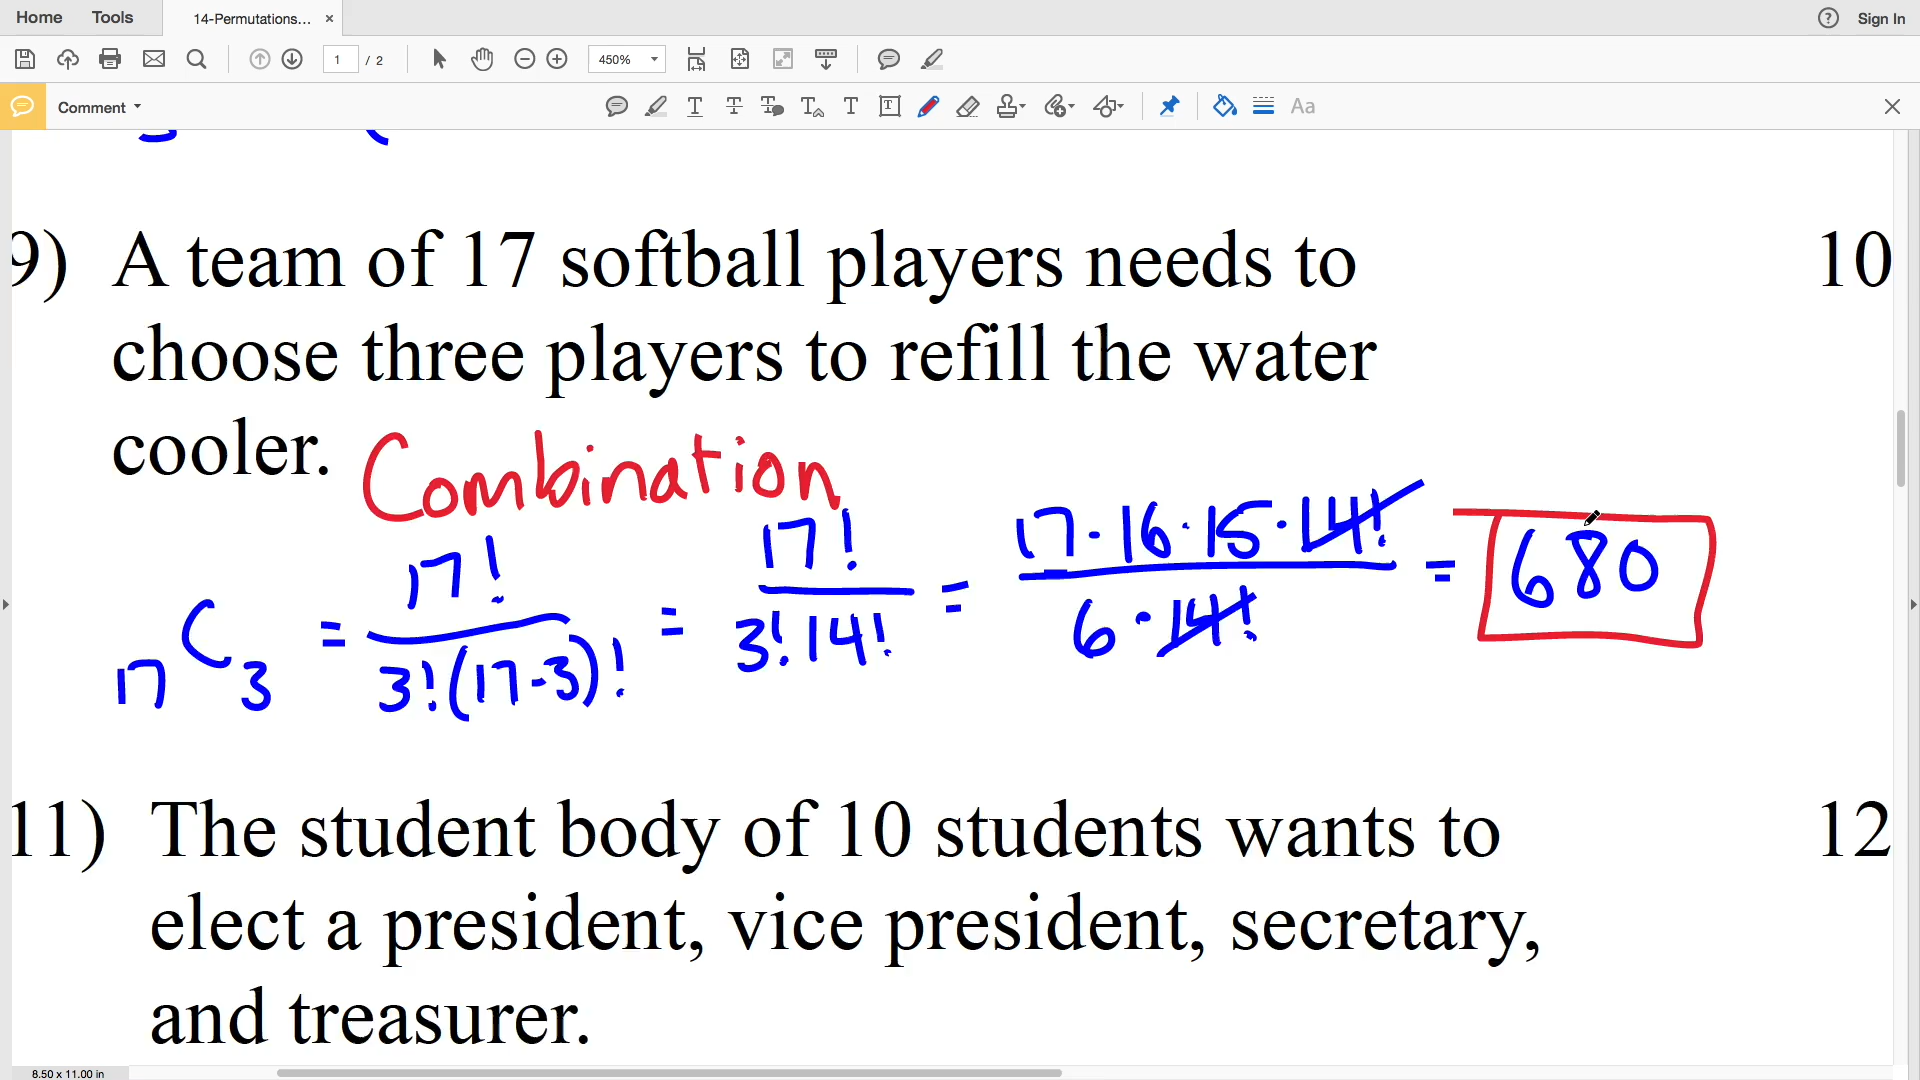 Home Tools 14-Permutations... × ? Sign In
1 / 2 450%
Comment T T T T T T Aa
9) A team of 17 softball players needs to
choose three players to refill the water
cooler. Combination
10
17 C 3 = 17! / 3!(17-3)! = 17! / 3! 14! = 17·16·15·14! / 6·14! = 680
11) The student body of 10 students wants to
elect a president, vice president, secretary,
and treasurer.
12
8.50 x 11.00 in